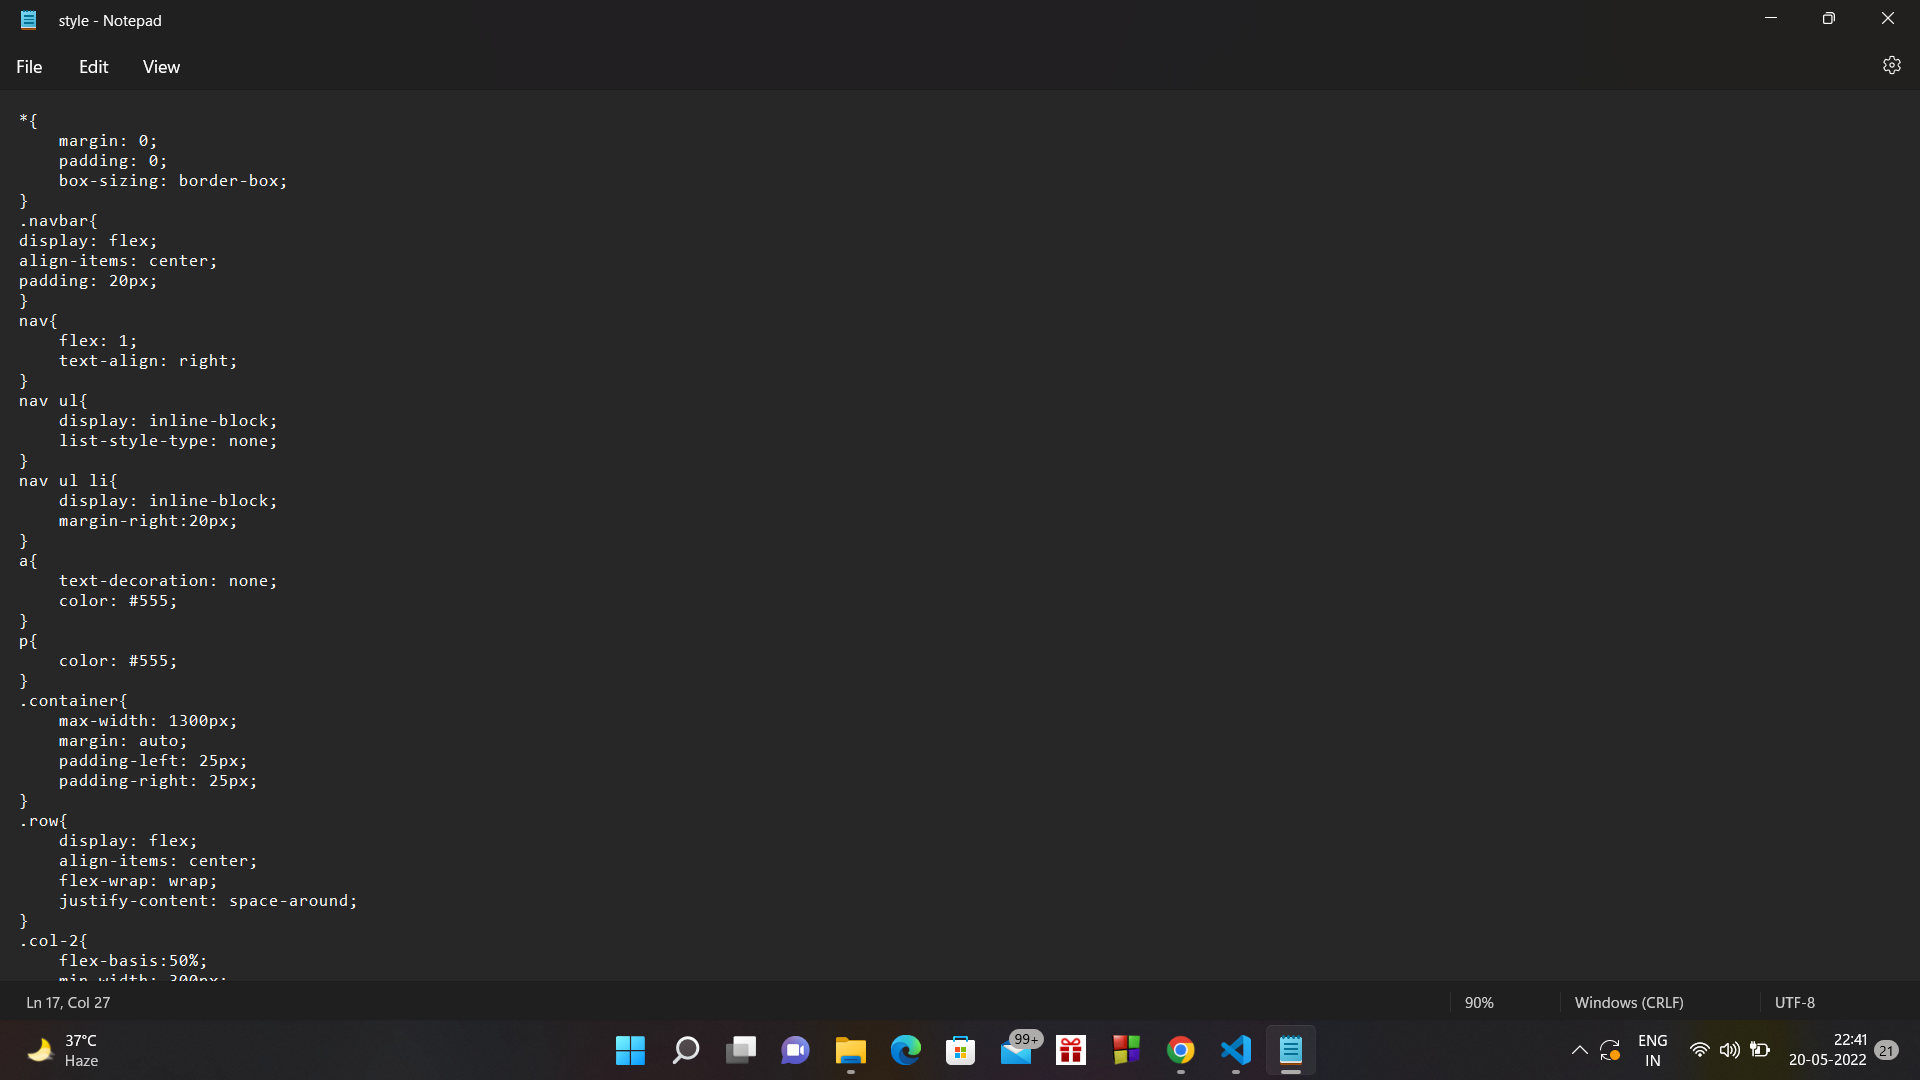 style - Notepad
File Edit View
*{
    margin: 0;
    padding: 0;
    box-sizing: border-box;
}
.navbar{
display: flex;
align-items: center;
padding: 20px;
}
nav{
    flex: 1;
    text-align: right;
}
nav ul{
    display: inline-block;
    list-style-type: none;
}
nav ul li{
    display: inline-block;
    margin-right:20px;
}
a{
    text-decoration: none;
    color: #555;
}
p{
    color: #555;
}
.container{
    max-width: 1300px;
    margin: auto;
    padding-left: 25px;
    padding-right: 25px;
}
.row{
    display: flex;
    align-items: center;
    flex-wrap: wrap;
    justify-content: space-around;
}
.col-2{
    flex-basis:50%;
    min-width: 300px;
Ln 17, Col 27 90% Windows (CRLF) UTF-8
37°C
Haze
99+
ENG
IN
22:41
20-05-2022
21